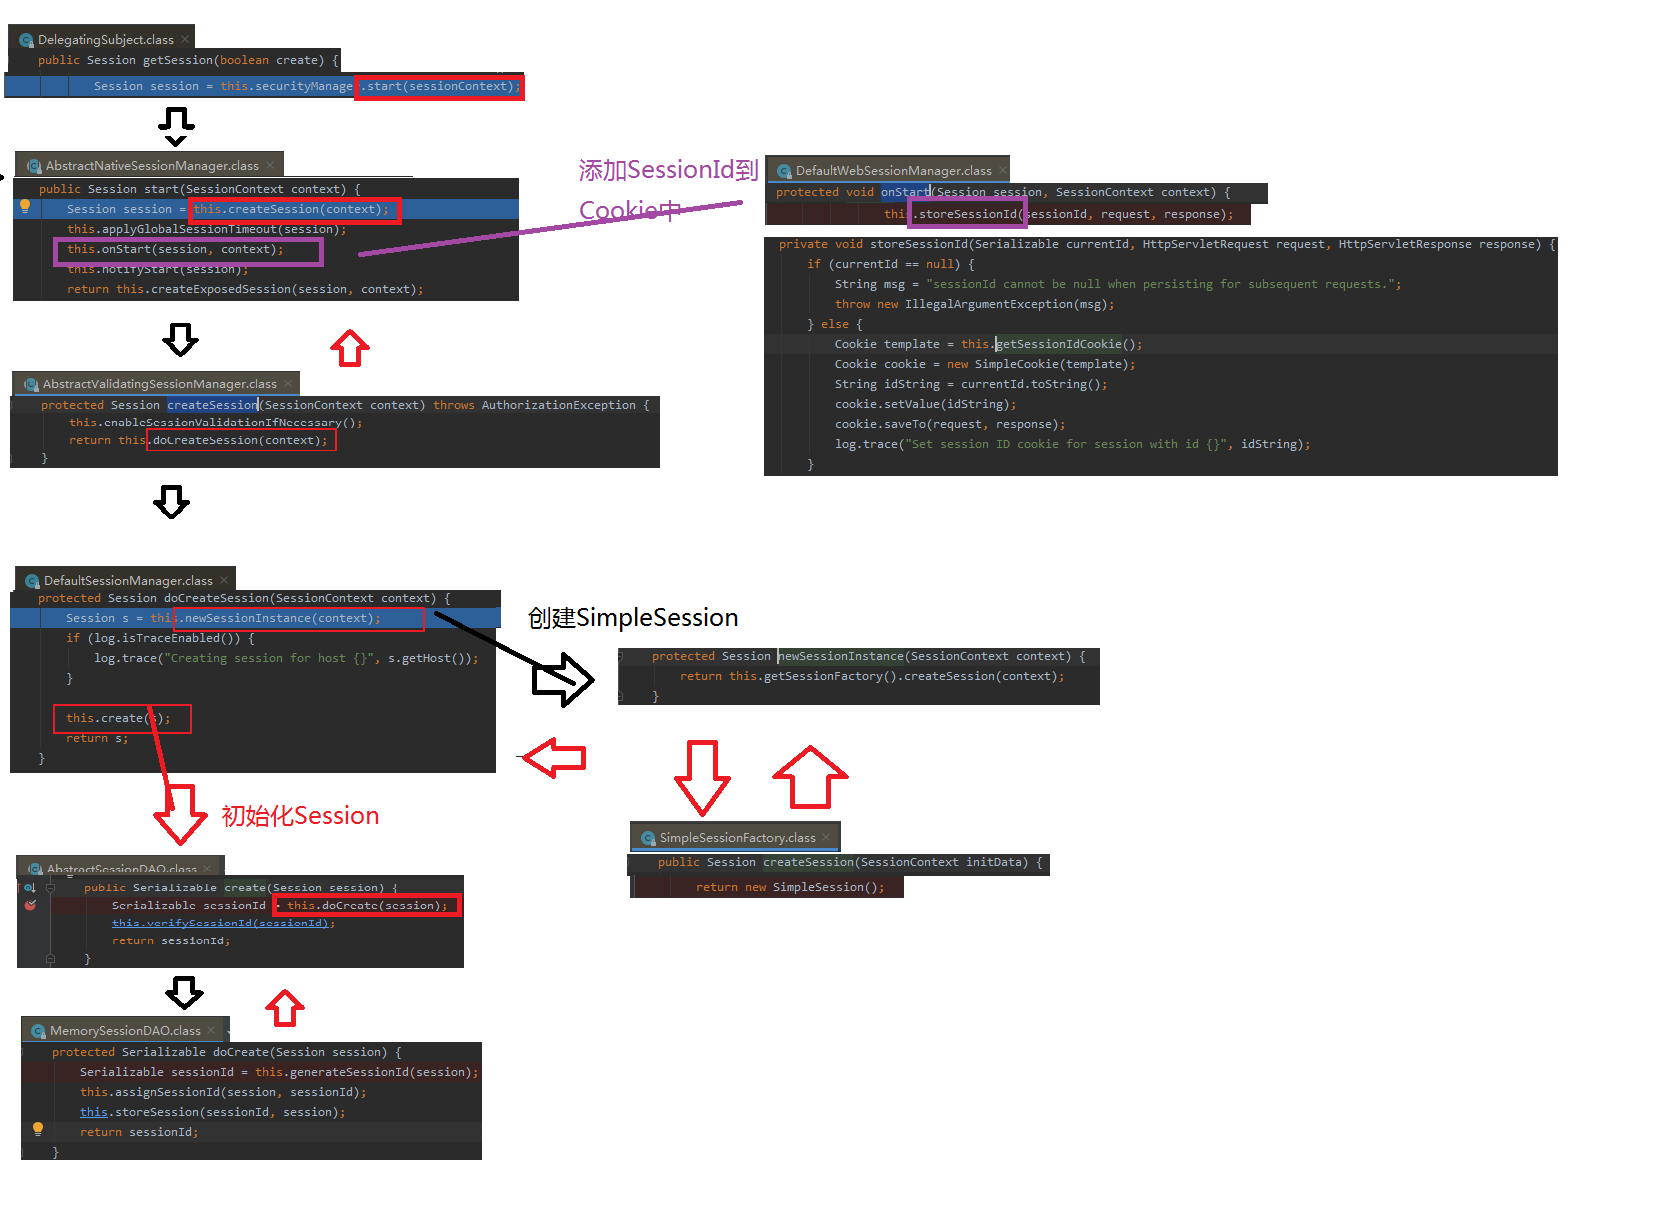 DelegatingSubject.class
public Session getSession(boolean create) {
Session session = this.securityManager.start(sessionContext);
AbstractNativeSessionManager.class
public Session start(SessionContext context) {
Session session = this.createSession(context);
this.applyGlobalSessionTimeout(session);
this.onStart(session, context);
this.notifyStart(session);
return this.createExposedSession(session, context);
添加SessionId到
Cookie中
DefaultWebSessionManager.class
protected void onStart(Session session, SessionContext context) {
this.storeSessionId(sessionId, request, response);
private void storeSessionId(Serializable currentId, HttpServletRequest request, HttpServletResponse response) {
if (currentId == null) {
String msg = "sessionId cannot be null when persisting for subsequent requests.";
throw new IllegalArgumentException(msg);
} else {
Cookie template = this.getSessionIdCookie();
Cookie cookie = new SimpleCookie(template);
String idString = currentId.toString();
cookie.setValue(idString);
cookie.saveTo(request, response);
log.trace("Set session ID cookie for session with id {}", idString);
}
AbstractValidatingSessionManager.class
protected Session createSession(SessionContext context) throws AuthorizationException {
this.enableSessionValidationIfNecessary();
return this.doCreateSession(context);
}
DefaultSessionManager.class
protected Session doCreateSession(SessionContext context) {
Session s = this.newSessionInstance(context);
if (log.isTraceEnabled()) {
log.trace("Creating session for host {}", s.getHost());
}
this.create(s);
return s;
}
创建SimpleSession
protected Session newSessionInstance(SessionContext context) {
return this.getSessionFactory().createSession(context);
}
初始化Session
SimpleSessionFactory.class
public Session createSession(SessionContext initData) {
return new SimpleSession();
AbstractSessionDAO.class
public Serializable create(Session session) {
Serializable sessionId = this.doCreate(session);
this.verifySessionId(sessionId);
return sessionId;
}
MemorySessionDAO.class
protected Serializable doCreate(Session session) {
Serializable sessionId = this.generateSessionId(session);
this.assignSessionId(session, sessionId);
this.storeSession(sessionId, session);
return sessionId;
}